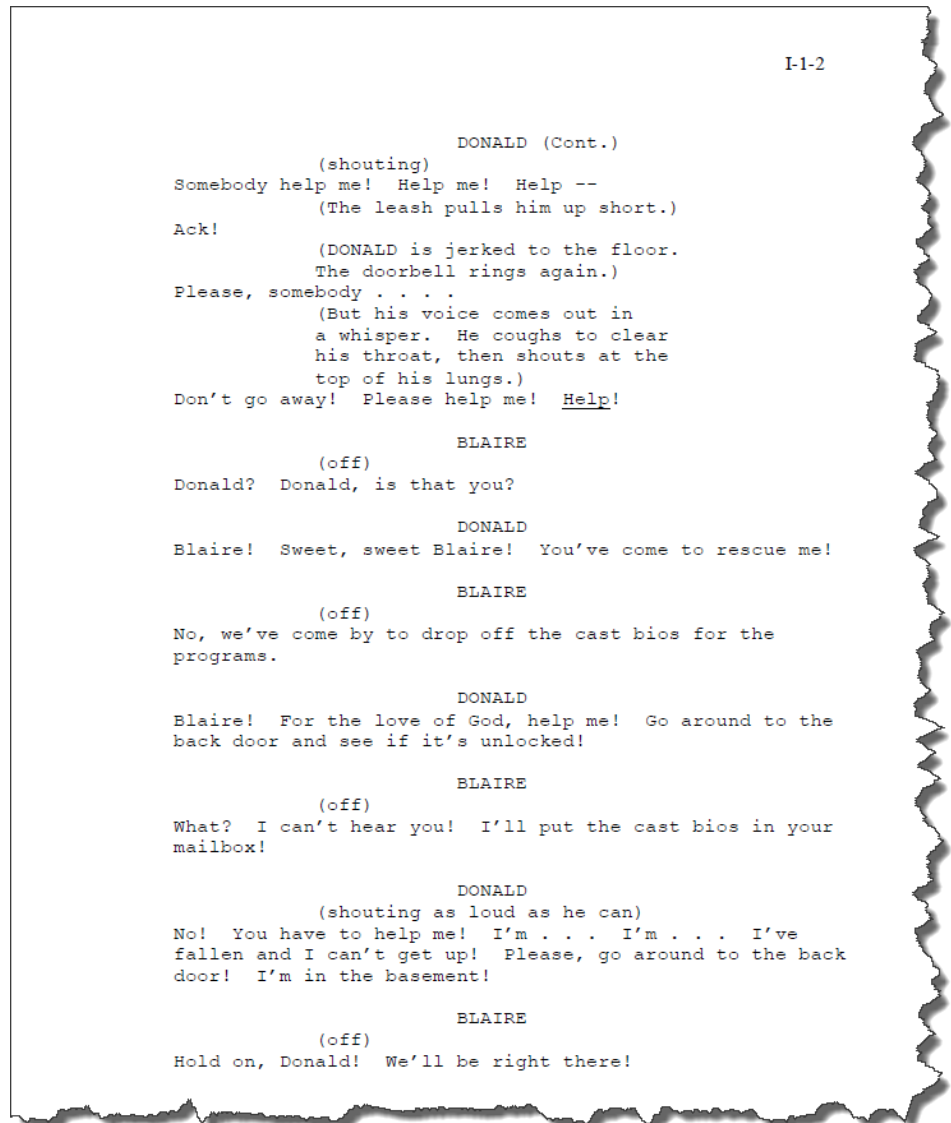 I-1-2
DONALD (Cont.)
(shouting)
Somebody help me!  Help me!  Help --
(The leash pulls him up short.)
Ack!
(DONALD is jerked to the floor.
The doorbell rings again.)
Please, somebody . . . .
(But his voice comes out in
a whisper.  He coughs to clear
his throat, then shouts at the
top of his lungs.)
Don't go away!  Please help me!  Help!
BLAIRE
(off)
Donald?  Donald, is that you?
DONALD
Blaire!  Sweet, sweet Blaire!  You've come to rescue me!
BLAIRE
(off)
No, we've come by to drop off the cast bios for the
programs.
DONALD
Blaire!  For the love of God, help me!  Go around to the
back door and see if it's unlocked!
BLAIRE
(off)
What?  I can't hear you!  I'll put the cast bios in your
mailbox!
DONALD
(shouting as loud as he can)
No!  You have to help me!  I'm . . .  I'm . . .  I've
fallen and I can't get up!  Please, go around to the back
door!  I'm in the basement!
BLAIRE
(off)
Hold on, Donald!  We'll be right there!